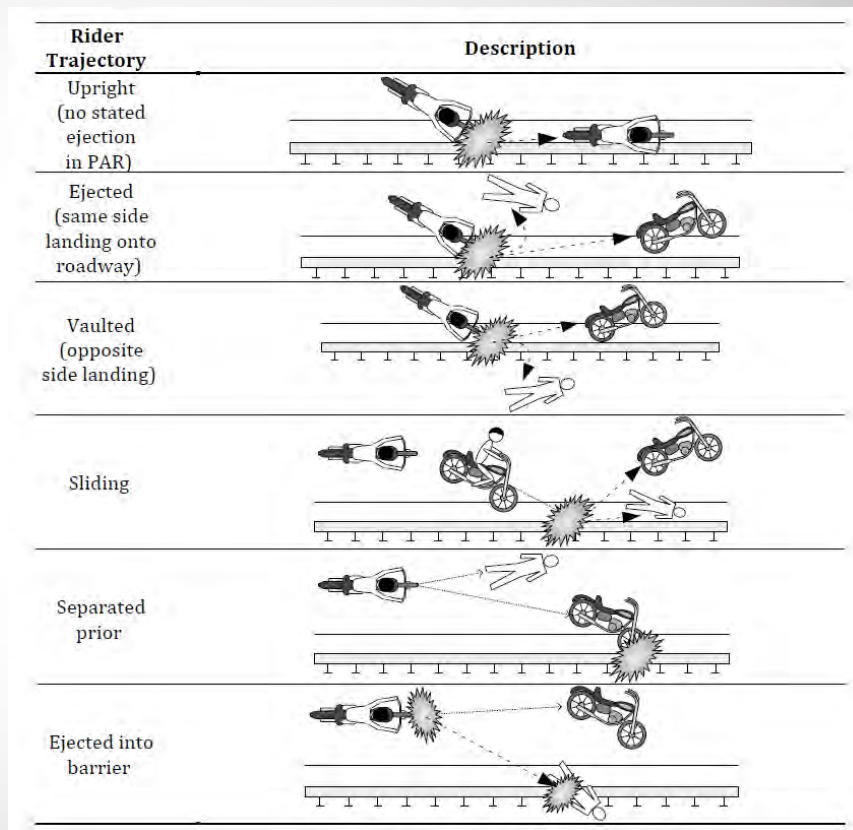 Rider
Trajectory
Description
Upright
(no stated
ejection
in PAR)
Ejected
(same side
landing onto
roadway)
Vaulted
(opposite
side landing)
Sliding
Separated
prior
Ejected into
barrier